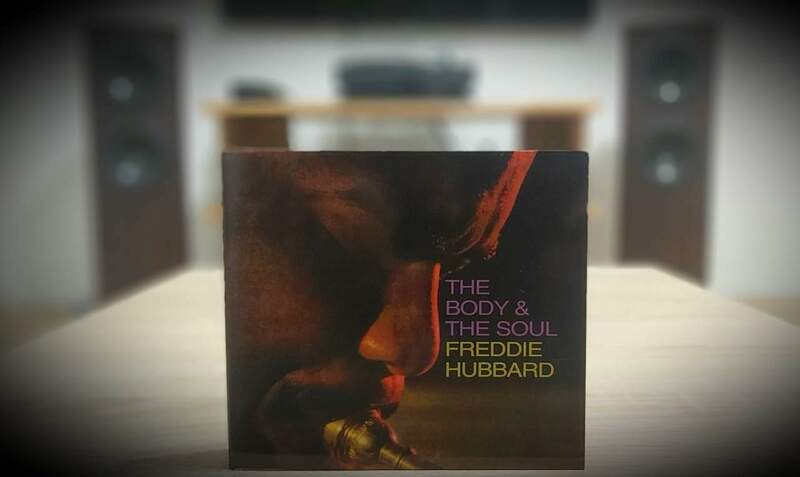 THE
BODY &
THE SOUL
FREDDIE
HUBBARD